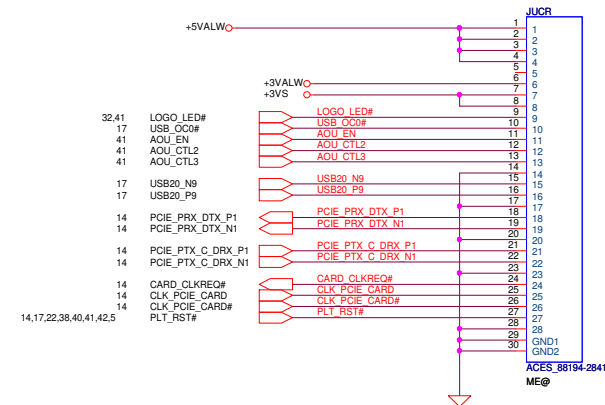 JUCR
+5VALW 1 1
2 2
3 3
4 4
5 5
+3VALW 6 6
+3VS 7 7
8 8
32,41 LOGO_LED# LOGO_LED# 9 9
17 USB_OC0# USB_OC0# 10 10
41 AOU_EN AOU_EN 11 11
41 AOU_CTL2 AOU_CTL2 12 12
41 AOU_CTL3 AOU_CTL3 13 13
14 14
17 USB20_N9 USB20_N9 15 15
17 USB20_P9 USB20_P9 16 16
17 17
14 PCIE_PRX_DTX_P1 PCIE_PRX_DTX_P1 18 18
14 PCIE_PRX_DTX_N1 PCIE_PRX_DTX_N1 19 19
20 20
14 PCIE_PTX_C_DRX_P1 PCIE_PTX_C_DRX_P1 21 21
14 PCIE_PTX_C_DRX_N1 PCIE_PTX_C_DRX_N1 22 22
23 23
14 CARD_CLKREQ# CARD_CLKREQ# 24 24
14 CLK_PCIE_CARD CLK_PCIE_CARD 25 25
14 CLK_PCIE_CARD# CLK_PCIE_CARD# 26 26
14,17,22,38,40,41,42,5 PLT_RST# PLT_RST# 27 27
28 28
29 GND1
30 GND2
ACES_88194-2841
ME@